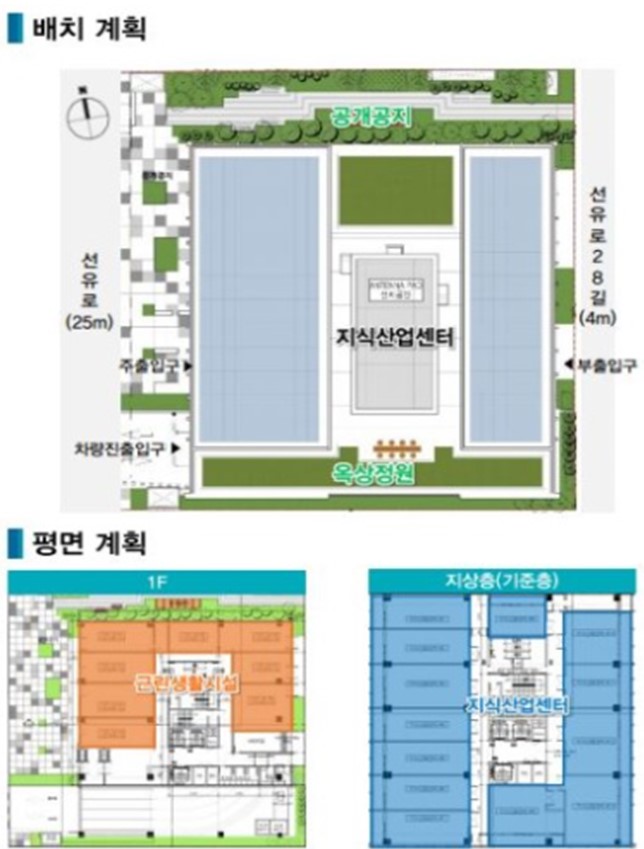 배치 계획
공개공지
선유로
(25m)
선유로28길
(4m)
지식산업센터
주출입구
부출입구
차량진출입구
옥상정원
평면 계획
1F
지상층(기준층)
근린생활시설
지식산업센터